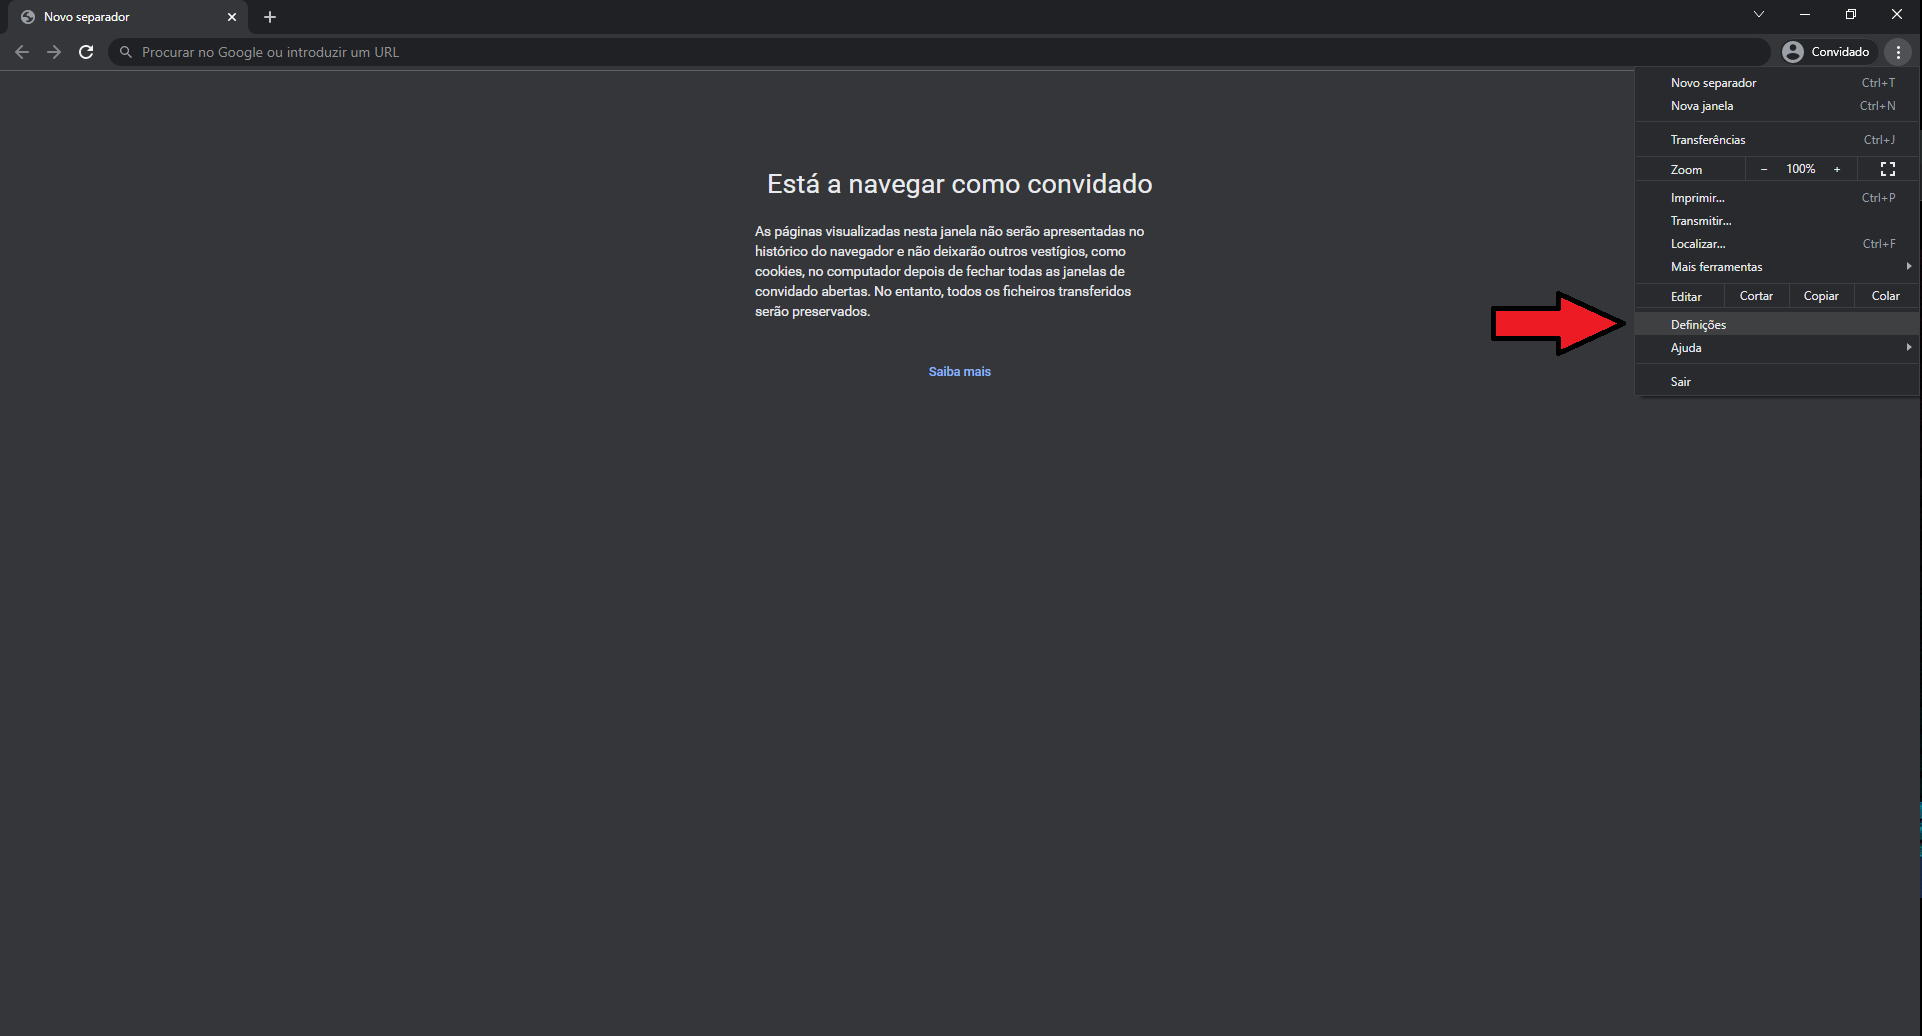 Novo separador
Procurar no Google ou introduzir um URL
Convidado
Novo separador Ctrl+T
Nova janela Ctrl+N
Transferências Ctrl+J
Zoom − 100% +
Imprimir... Ctrl+P
Transmitir...
Localizar... Ctrl+F
Mais ferramentas
Editar Cortar Copiar Colar
Definições
Ajuda
Sair
Está a navegar como convidado
As páginas visualizadas nesta janela não serão apresentadas no
histórico do navegador e não deixarão outros vestígios, como
cookies, no computador depois de fechar todas as janelas de
convidado abertas. No entanto, todos os ficheiros transferidos
serão preservados.
Saiba mais